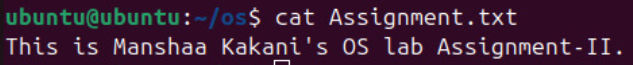 ubuntu@ubuntu:~/os$ cat Assignment.txt
This is Manshaa Kakani's OS lab Assignment-II.